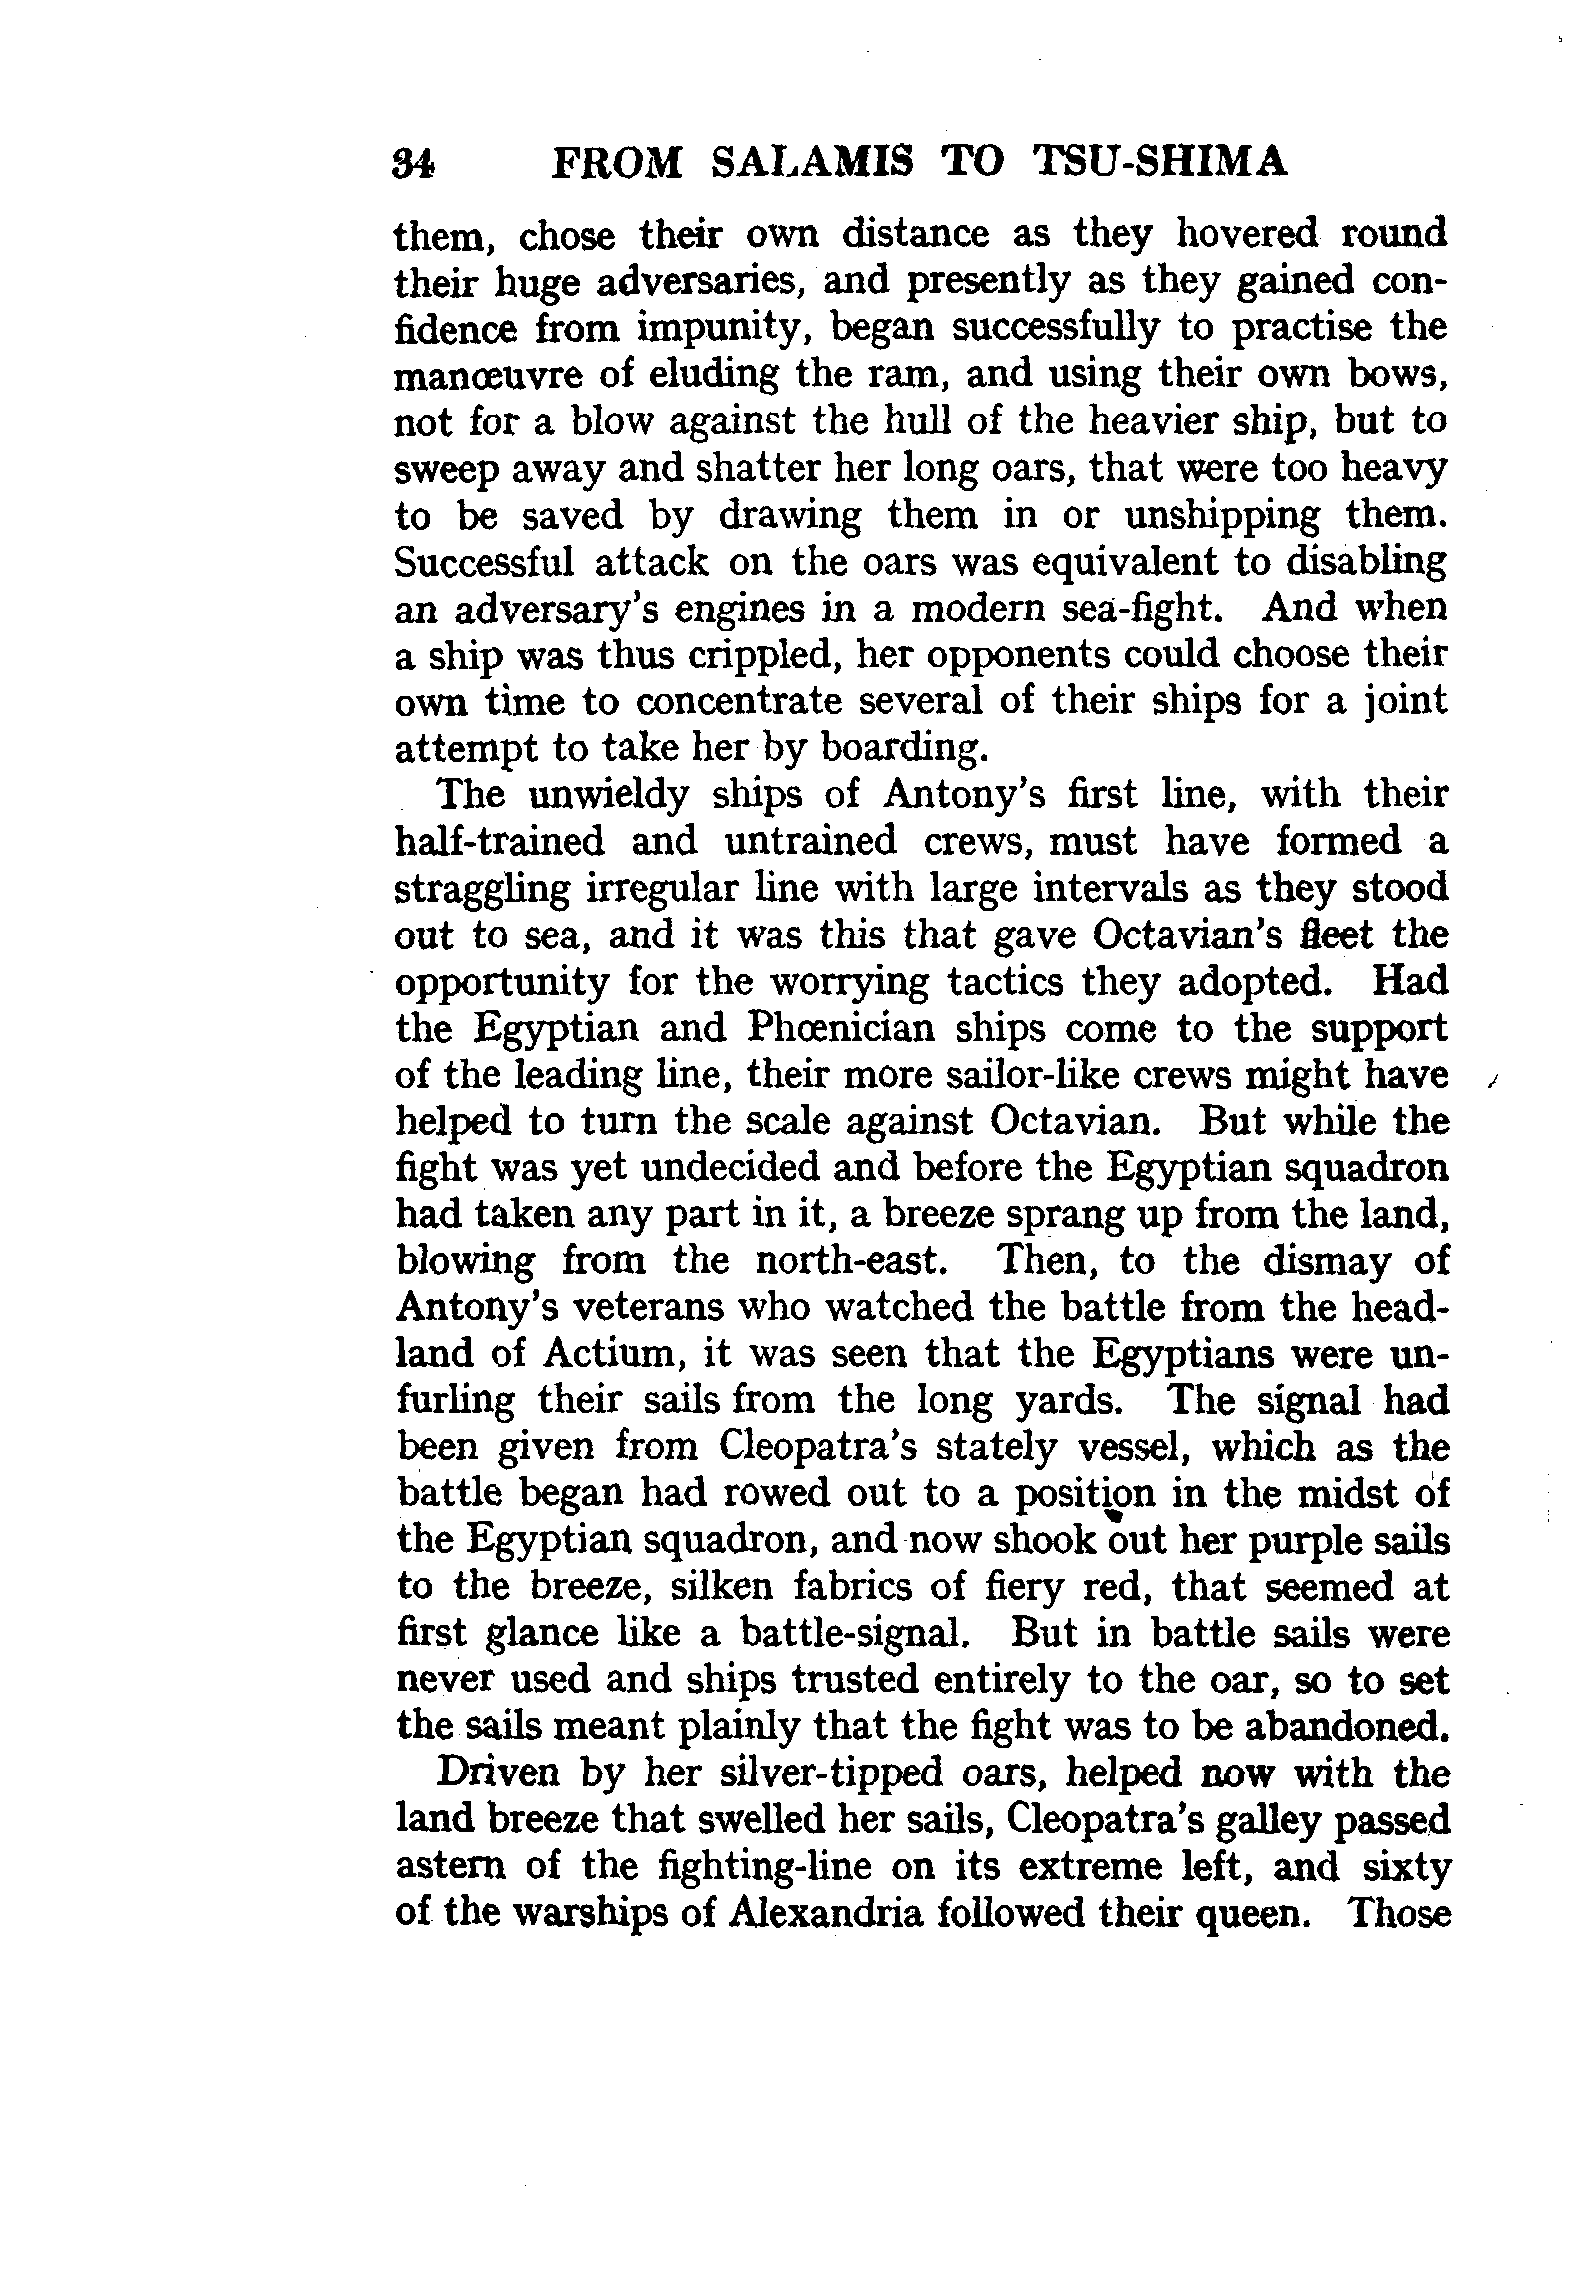 34 FROM SALAMIS TO TSU-SHIMA
them, chose their own distance as they hovered round
their huge adversaries, and presently as they gained con-
fidence from impunity, began successfully to practise the
manœuvre of eluding the ram, and using their own bows,
not for a blow against the hull of the heavier ship, but to
sweep away and shatter her long oars, that were too heavy
to be saved by drawing them in or unshipping them.
Successful attack on the oars was equivalent to disabling
an adversary's engines in a modern sea-fight. And when
a ship was thus crippled, her opponents could choose their
own time to concentrate several of their ships for a joint
attempt to take her by boarding.
The unwieldy ships of Antony's first line, with their
half-trained and untrained crews, must have formed a
straggling irregular line with large intervals as they stood
out to sea, and it was this that gave Octavian's fleet the
opportunity for the worrying tactics they adopted. Had
the Egyptian and Phœnician ships come to the support
of the leading line, their more sailor-like crews might have
helped to turn the scale against Octavian. But while the
fight was yet undecided and before the Egyptian squadron
had taken any part in it, a breeze sprang up from the land,
blowing from the north-east. Then, to the dismay of
Antony's veterans who watched the battle from the head-
land of Actium, it was seen that the Egyptians were un-
furling their sails from the long yards. The signal had
been given from Cleopatra's stately vessel, which as the
battle began had rowed out to a position in the midst of
the Egyptian squadron, and now shook out her purple sails
to the breeze, silken fabrics of fiery red, that seemed at
first glance like a battle-signal. But in battle sails were
never used and ships trusted entirely to the oar, so to set
the sails meant plainly that the fight was to be abandoned.
Driven by her silver-tipped oars, helped now with the
land breeze that swelled her sails, Cleopatra's galley passed
astern of the fighting-line on its extreme left, and sixty
of the warships of Alexandria followed their queen. Those